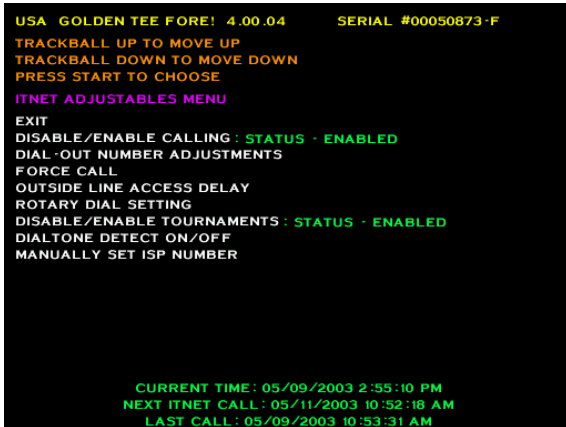 USA GOLDEN TEE FORE! 4.00.04 SERIAL #00050873-F
TRACKBALL UP TO MOVE UP
TRACKBALL DOWN TO MOVE DOWN
PRESS START TO CHOOSE
ITNET ADJUSTABLES MENU
EXIT
DISABLE/ENABLE CALLING : STATUS - ENABLED
DIAL-OUT NUMBER ADJUSTMENTS
FORCE CALL
OUTSIDE LINE ACCESS DELAY
ROTARY DIAL SETTING
DISABLE/ENABLE TOURNAMENTS : STATUS - ENABLED
DIALTONE DETECT ON/OFF
MANUALLY SET ISP NUMBER
CURRENT TIME: 05/09/2003 2:55:10 PM
NEXT ITNET CALL: 05/11/2003 10:52:18 AM
LAST CALL: 05/09/2003 10:53:31 AM